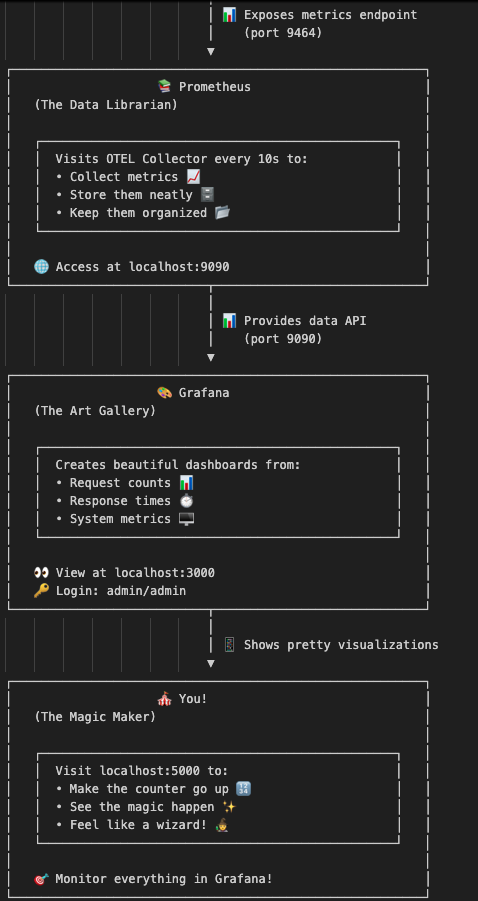 📊 Exposes metrics endpoint
(port 9464)
📚 Prometheus
(The Data Librarian)
Visits OTEL Collector every 10s to:
• Collect metrics 📈
• Store them neatly 🗄️
• Keep them organized 📂
🌐 Access at localhost:9090
📊 Provides data API
(port 9090)
🎨 Grafana
(The Art Gallery)
Creates beautiful dashboards from:
• Request counts 📊
• Response times ⏱️
• System metrics 🖥️
👀 View at localhost:3000
🔑 Login: admin/admin
Shows pretty visualizations
🎪 You!
(The Magic Maker)
Visit localhost:5000 to:
• Make the counter go up 🔢
• See the magic happen ✨
• Feel like a wizard! 🧙
🎯 Monitor everything in Grafana!